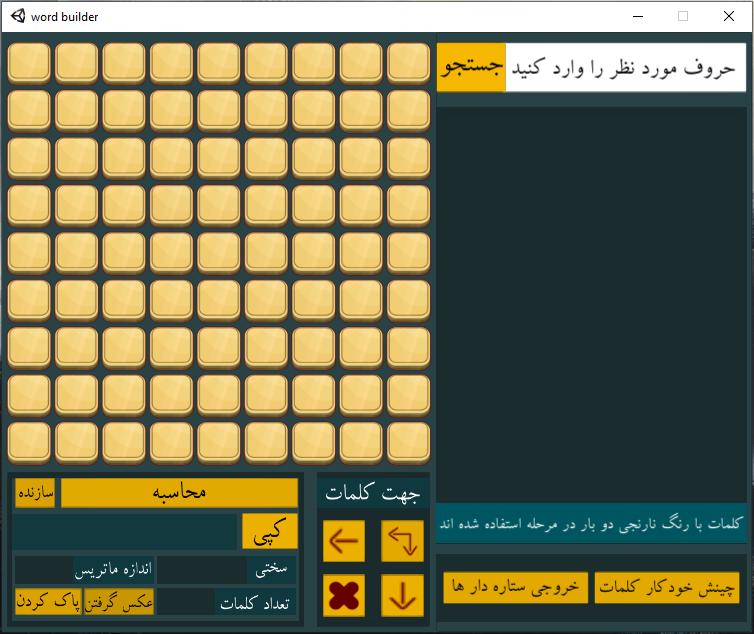 word builder
حروف مورد نظر را وارد کنید
جستجو
کلمات با رنگ نارنجی دو بار در مرحله استفاده شده اند
چینش خودکار کلمات
خروجی ستاره دار ها
جهت کلمات
محاسبه
سازنده
کپی
سختی
اندازه ماتریس
تعداد کلمات
عکس گرفتن
پاک کردن